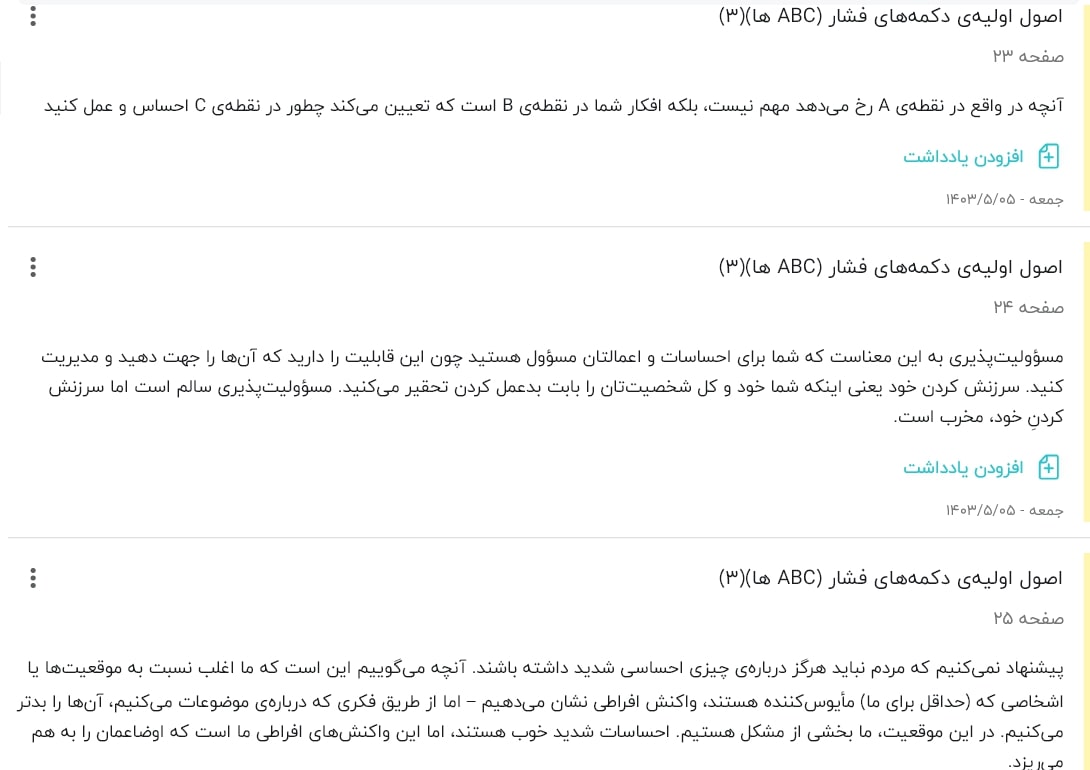 اصول اولیه‌ی دکمه‌های فشار (ABC ها)(۳)
صفحه ۲۳
آنچه در واقع در نقطه‌ی A رخ می‌دهد مهم نیست، بلکه افکار شما در نقطه‌ی B است که تعیین می‌کند چطور در نقطه‌ی C احساس و عمل کنید
افزودن یادداشت
جمعه - ۱۴۰۳/۵/۰۵
اصول اولیه‌ی دکمه‌های فشار (ABC ها)(۳)
صفحه ۲۴
مسؤولیت‌پذیری به این معناست که شما برای احساسات و اعمالتان مسؤول هستید چون این قابلیت را دارید که آن‌ها را جهت دهید و مدیریت
کنید. سرزنش کردن خود یعنی اینکه شما خود و کل شخصیت‌تان را بابت بدعمل کردن تحقیر می‌کنید. مسؤولیت‌پذیری سالم است اما سرزنش
کردنِ خود، مخرب است.
افزودن یادداشت
جمعه - ۱۴۰۳/۵/۰۵
اصول اولیه‌ی دکمه‌های فشار (ABC ها)(۳)
صفحه ۲۵
پیشنهاد نمی‌کنیم که مردم نباید هرگز درباره‌ی چیزی احساسی شدید داشته باشند. آنچه می‌گوییم این است که ما اغلب نسبت به موقعیت‌ها یا
اشخاصی که (حداقل برای ما) مأیوس‌کننده هستند، واکنش افراطی نشان می‌دهیم – اما از طریق فکری که درباره‌ی موضوعات می‌کنیم، آن‌ها را بدتر
می‌کنیم. در این موقعیت، ما بخشی از مشکل هستیم. احساسات شدید خوب هستند، اما این واکنش‌های افراطی ما است که اوضاعمان را به هم
می‌ریزد.